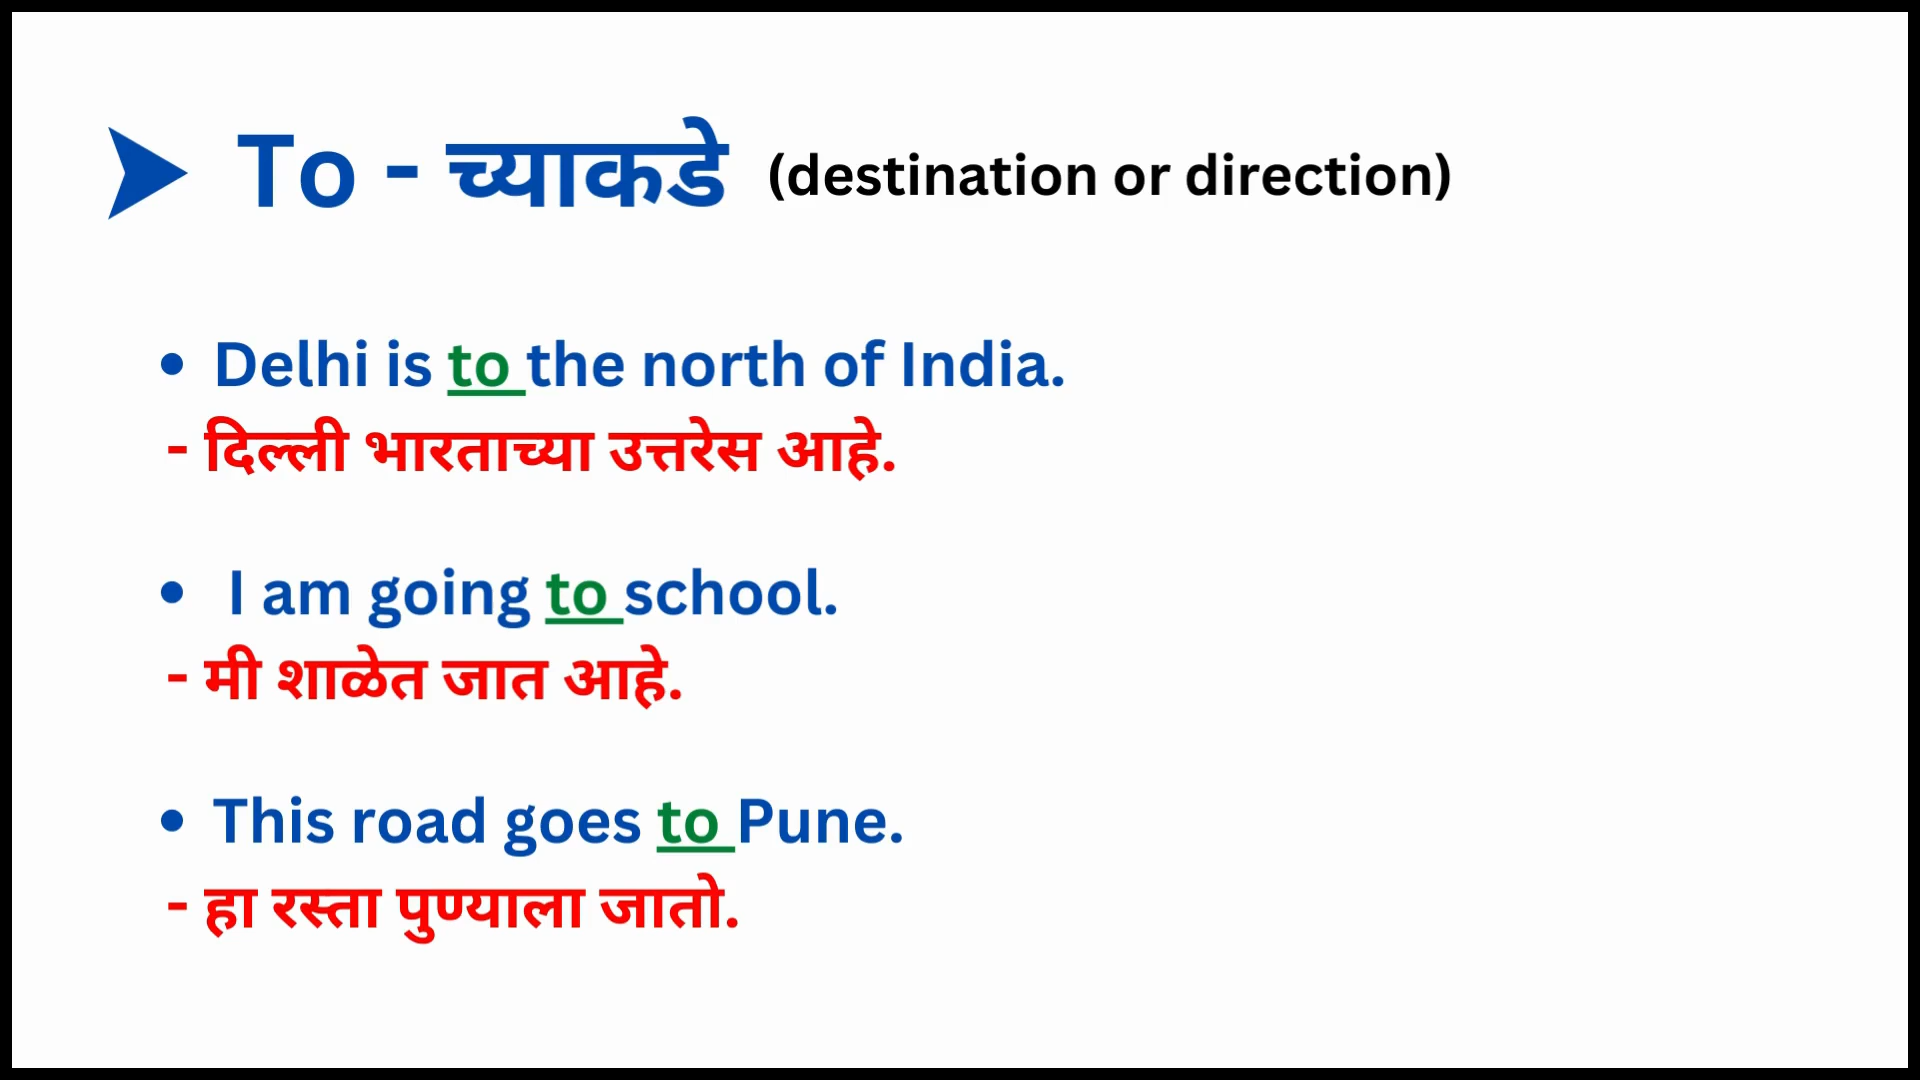 To - च्याकडे (destination or direction)
• Delhi is to the north of India.
- दिल्ली भारताच्या उत्तरेस आहे.
• I am going to school.
- मी शाळेत जात आहे.
• This road goes to Pune.
- हा रस्ता पुण्याला जातो.